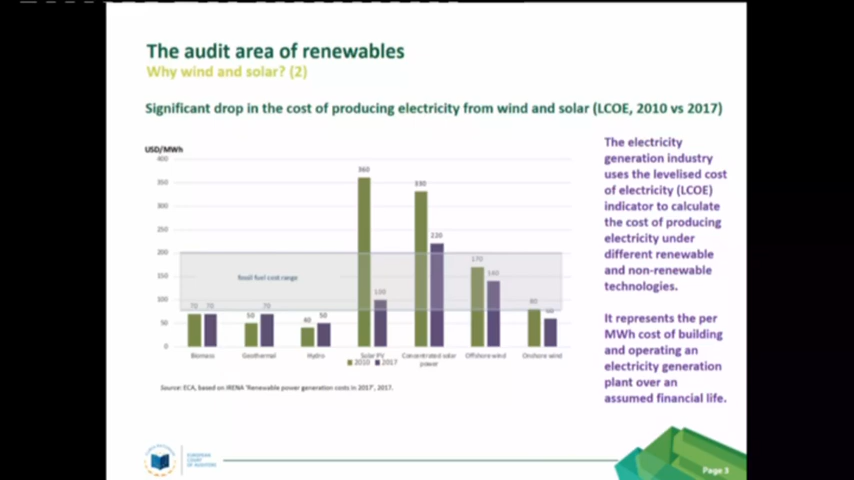 The audit area of renewables
Why wind and solar? (2)
Significant drop in the cost of producing electricity from wind and solar (LCOE, 2010 vs 2017)
USD/MWh
400
350
300
250
200
150
100
50
0
fossil fuel cost range
70 70
50 70
40 50
360 100
330 220
170 140
80 60
Biomass
Geothermal
Hydro
Solar PV
Concentrated solar
power
Offshore wind
Onshore wind
2010 2017
Source: ECA, based on IRENA 'Renewable power generation costs in 2017', 2017.
The electricity
generation industry
uses the levelised cost
of electricity (LCOE)
indicator to calculate
the cost of producing
electricity under
different renewable
and non-renewable
technologies.
It represents the per
MWh cost of building
and operating an
electricity generation
plant over an
assumed financial life.
EUROPEAN
COURT
OF AUDITORS
Page 3